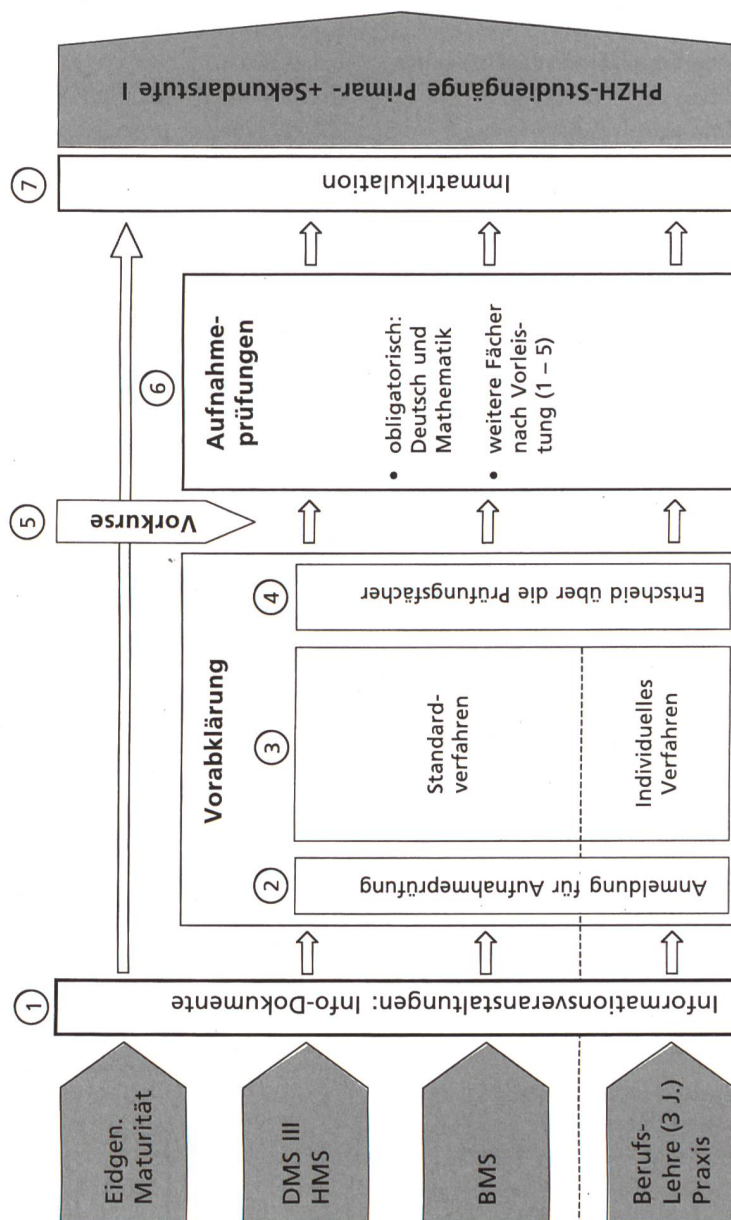 1
Eidgen.
Maturität
DMS III
HMS
BMS
Berufs-
Lehre (3 J.)
Praxis
Informationsveranstaltungen: Info-Dokumente
Vorabklärung
2
Anmeldung für Aufnahmeprüfung
3
Standard-
verfahren
Individuelles
Verfahren
4
Entscheid über die Prüfungsfächer
5
Vorkurse
6
Aufnahme-
prüfungen
• obligatorisch:
Deutsch und
Mathematik
• weitere Fächer
nach Vorleis-
tung (1 – 5)
7
Immatrikulation
PHZH-Studiengänge Primar- +Sekundarstufe I